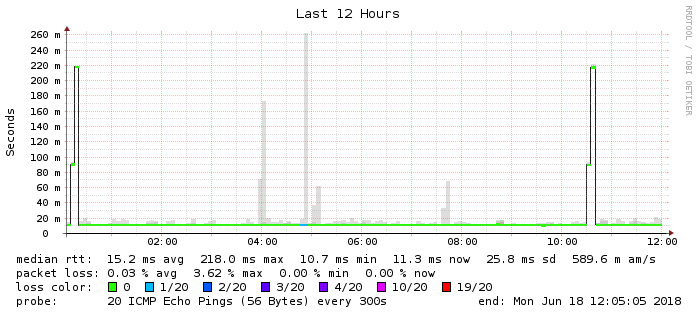 Last 12 Hours
RRDTOOL / TOBI OETIKER
Seconds
260 m
240 m
220 m
200 m
180 m
160 m
140 m
120 m
100 m
80 m
60 m
40 m
20 m
0
02:00 04:00 06:00 08:00 10:00 12:00
median rtt: 15.2 ms avg 218.0 ms max 10.7 ms min 11.3 ms now 25.8 ms sd 589.6 m am/s
packet loss: 0.03 % avg 3.62 % max 0.00 % min 0.00 % now
loss color: 0 1/20 2/20 3/20 4/20 10/20 19/20
probe: 20 ICMP Echo Pings (56 Bytes) every 300s end: Mon Jun 18 12:05:05 2018